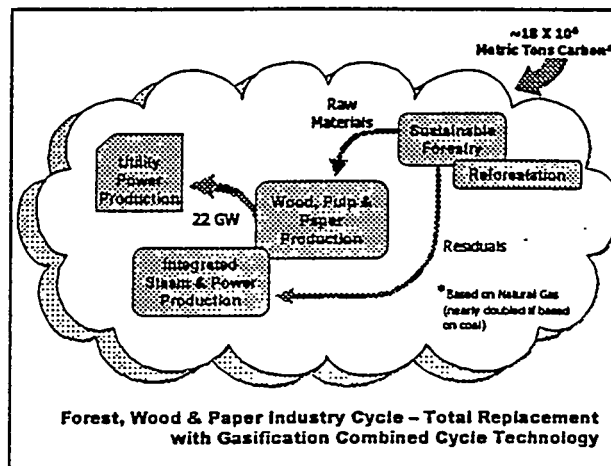 ~18 X 10⁶
Metric Tons Carbon*
Raw
Materials
Sustainable
Forestry
Reforestation
Utility
Power
Production
22 GW
Wood, Pulp &
Paper
Production
Integrated
Steam & Power
Production
Residuals
* Based on Natural Gas
(nearly doubled if based
on coal)
Forest, Wood & Paper Industry Cycle – Total Replacement
with Gasification Combined Cycle Technology